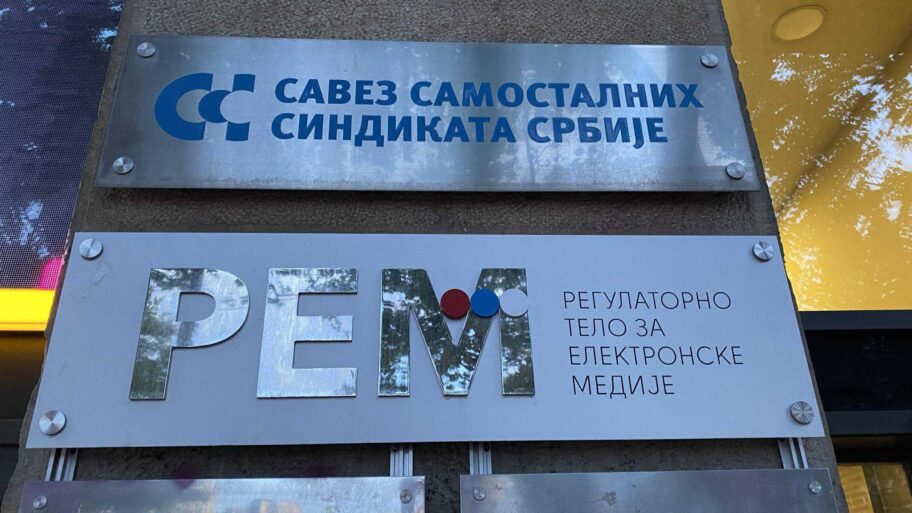 САВЕЗ САМОСТАЛНИХ
СИНДИКАТА СРБИЈЕ
РЕМ
РЕГУЛАТОРНО
ТЕЛО ЗА
ЕЛЕКТРОНСКЕ
МЕДИЈЕ